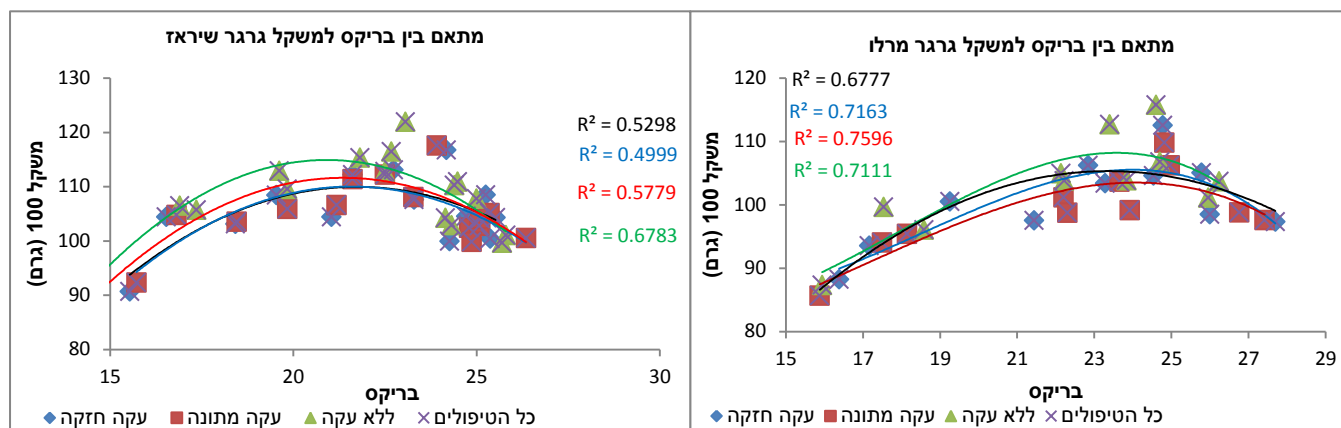 מתאם בין בריקס למשקל גרגר שיראז
130
120
110
100
90
80
משקל 100 (גרם)
R² = 0.5298
R² = 0.4999
R² = 0.5779
R² = 0.6783
15 20 25 30
בריקס
עקה חזקה עקה מתונה ללא עקה כל הטיפולים
מתאם בין בריקס למשקל גרגר מרלו
120
110
100
90
80
משקל 100 (גרם)
R² = 0.6777
R² = 0.7163
R² = 0.7596
R² = 0.7111
15 17 19 21 23 25 27 29
בריקס
עקה חזקה עקה מתונה ללא עקה כל הטיפולים